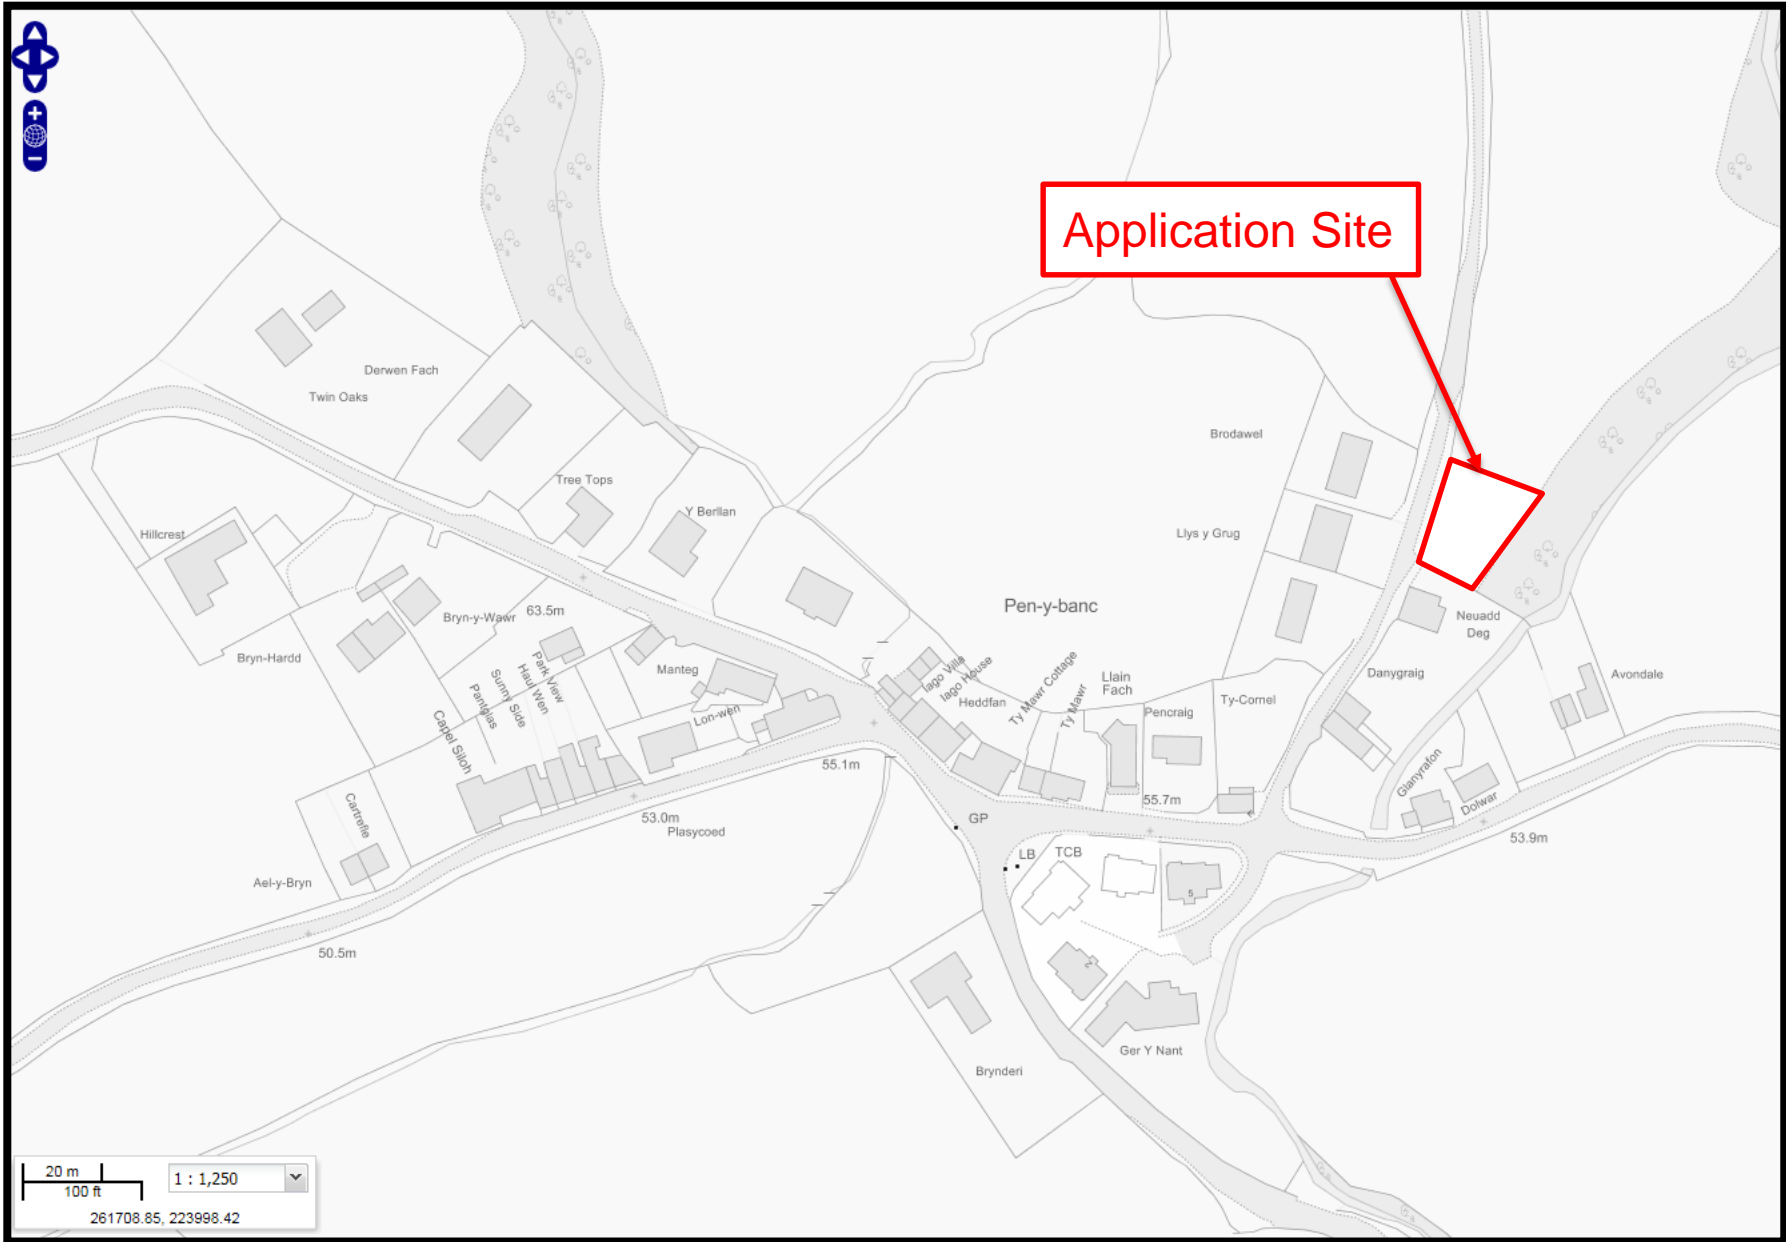 Application Site
Derwen Fach
Twin Oaks
Brodawel
Tree Tops
Y Berllan
Hillcrest
Llys y Grug
Pen-y-banc
Bryn-y-Wawr
63.5m
Neuadd
Deg
Bryn-Hardd
Park View
Haul Wen
Sunny Side
Pantglas
Manteg
Iago Villa
Iago House
Heddfan
Ty Mawr Cottage
Ty Mawr
Llain
Fach
Danygraig
Avondale
Capel Siloh
Lon-wen
Pencraig
Ty-Cornel
55.1m
Glanyrafon
Dolwar
Cartrefle
53.0m
Plasycoed
GP
55.7m
53.9m
LB
TCB
Ael-y-Bryn
5
50.5m
2
Ger Y Nant
Brynderi
20 m
100 ft
1 : 1,250
261708.85, 223998.42